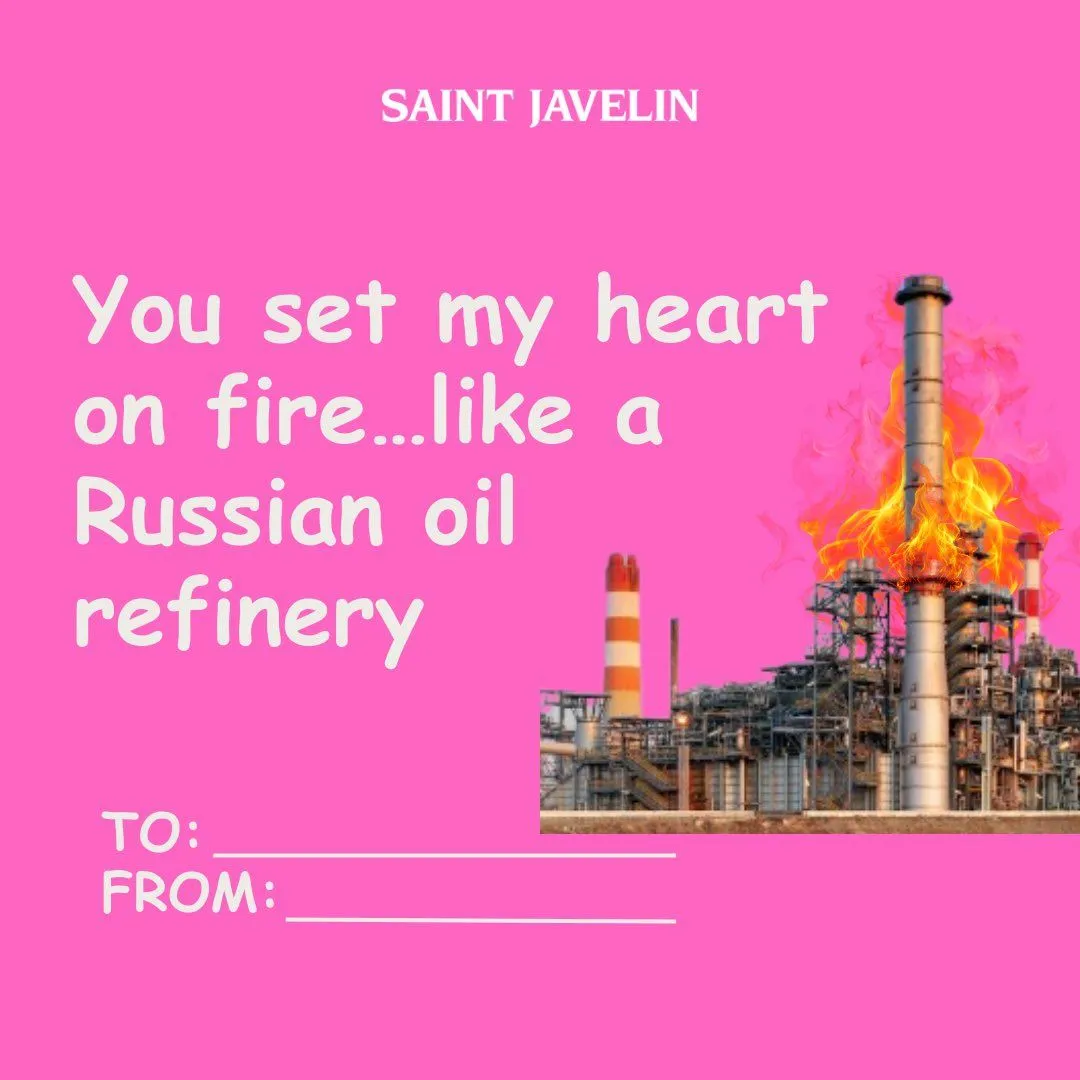 SAINT JAVELIN
You set my heart
on fire...like a
Russian oil
refinery
TO:
FROM: